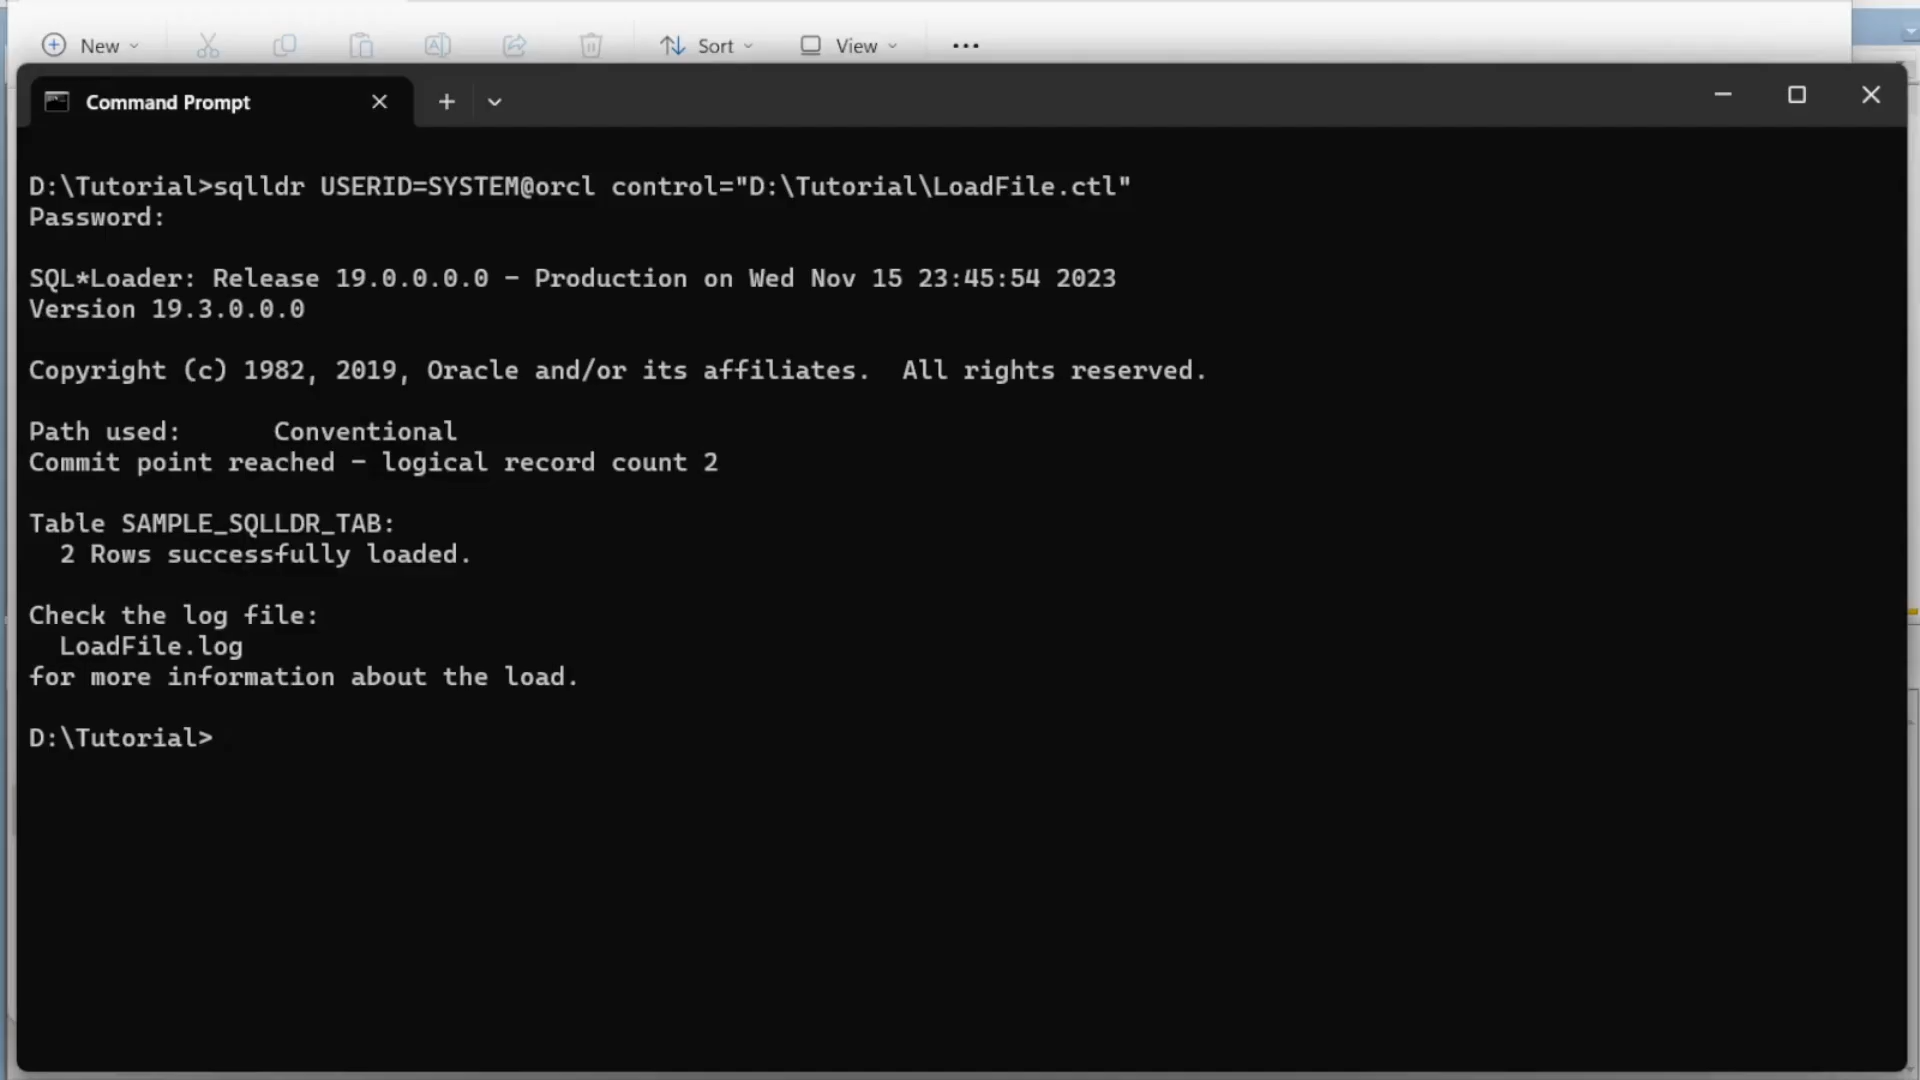 New
Sort
View
Command Prompt
D:\Tutorial>sqlldr USERID=SYSTEM@orcl control="D:\Tutorial\LoadFile.ctl"
Password:
SQL*Loader: Release 19.0.0.0.0 - Production on Wed Nov 15 23:45:54 2023
Version 19.3.0.0.0
Copyright (c) 1982, 2019, Oracle and/or its affiliates.  All rights reserved.
Path used:      Conventional
Commit point reached - logical record count 2
Table SAMPLE_SQLLDR_TAB:
  2 Rows successfully loaded.
Check the log file:
  LoadFile.log
for more information about the load.
D:\Tutorial>